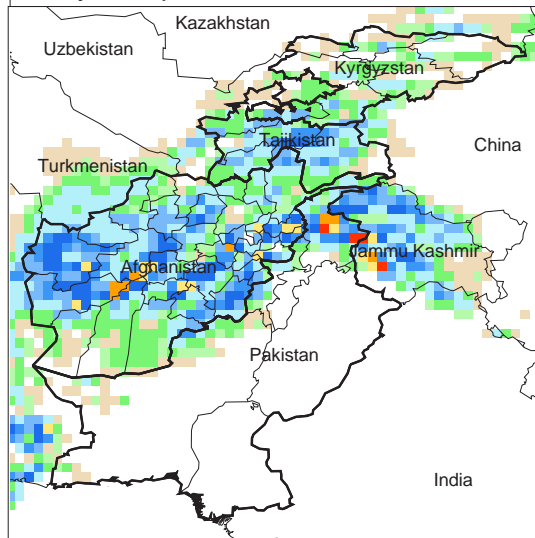 Kazakhstan
Uzbekistan
Kyrgyzstan
Tajikistan
China
Turkmenistan
Jammu Kashmir
Afghanistan
Pakistan
India